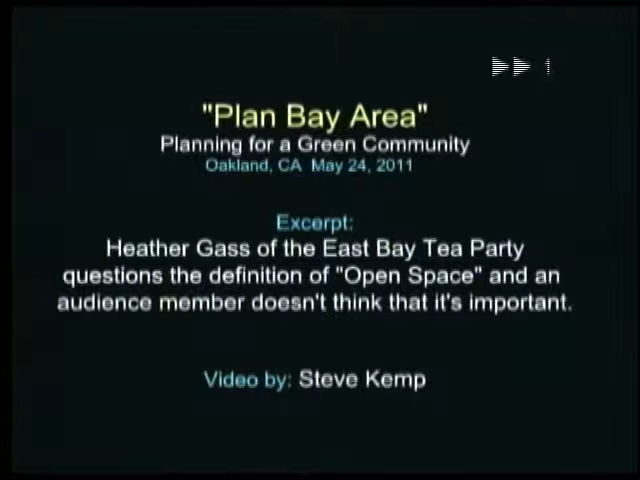 1
"Plan Bay Area"
Planning for a Green Community
Oakland, CA May 24, 2011
Excerpt:
Heather Gass of the East Bay Tea Party
questions the definition of "Open Space" and an
audience member doesn't think that it's important.
Video by: Steve Kemp